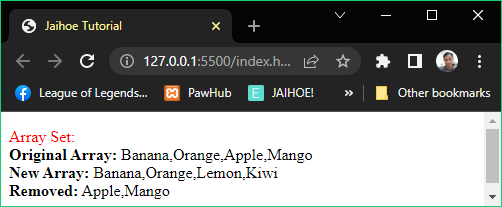 Jaihoe Tutorial
127.0.0.1:5500/index.h...
League of Legends... PawHub JAIHOE! » Other bookmarks
Array Set:
Original Array: Banana,Orange,Apple,Mango
New Array: Banana,Orange,Lemon,Kiwi
Removed: Apple,Mango